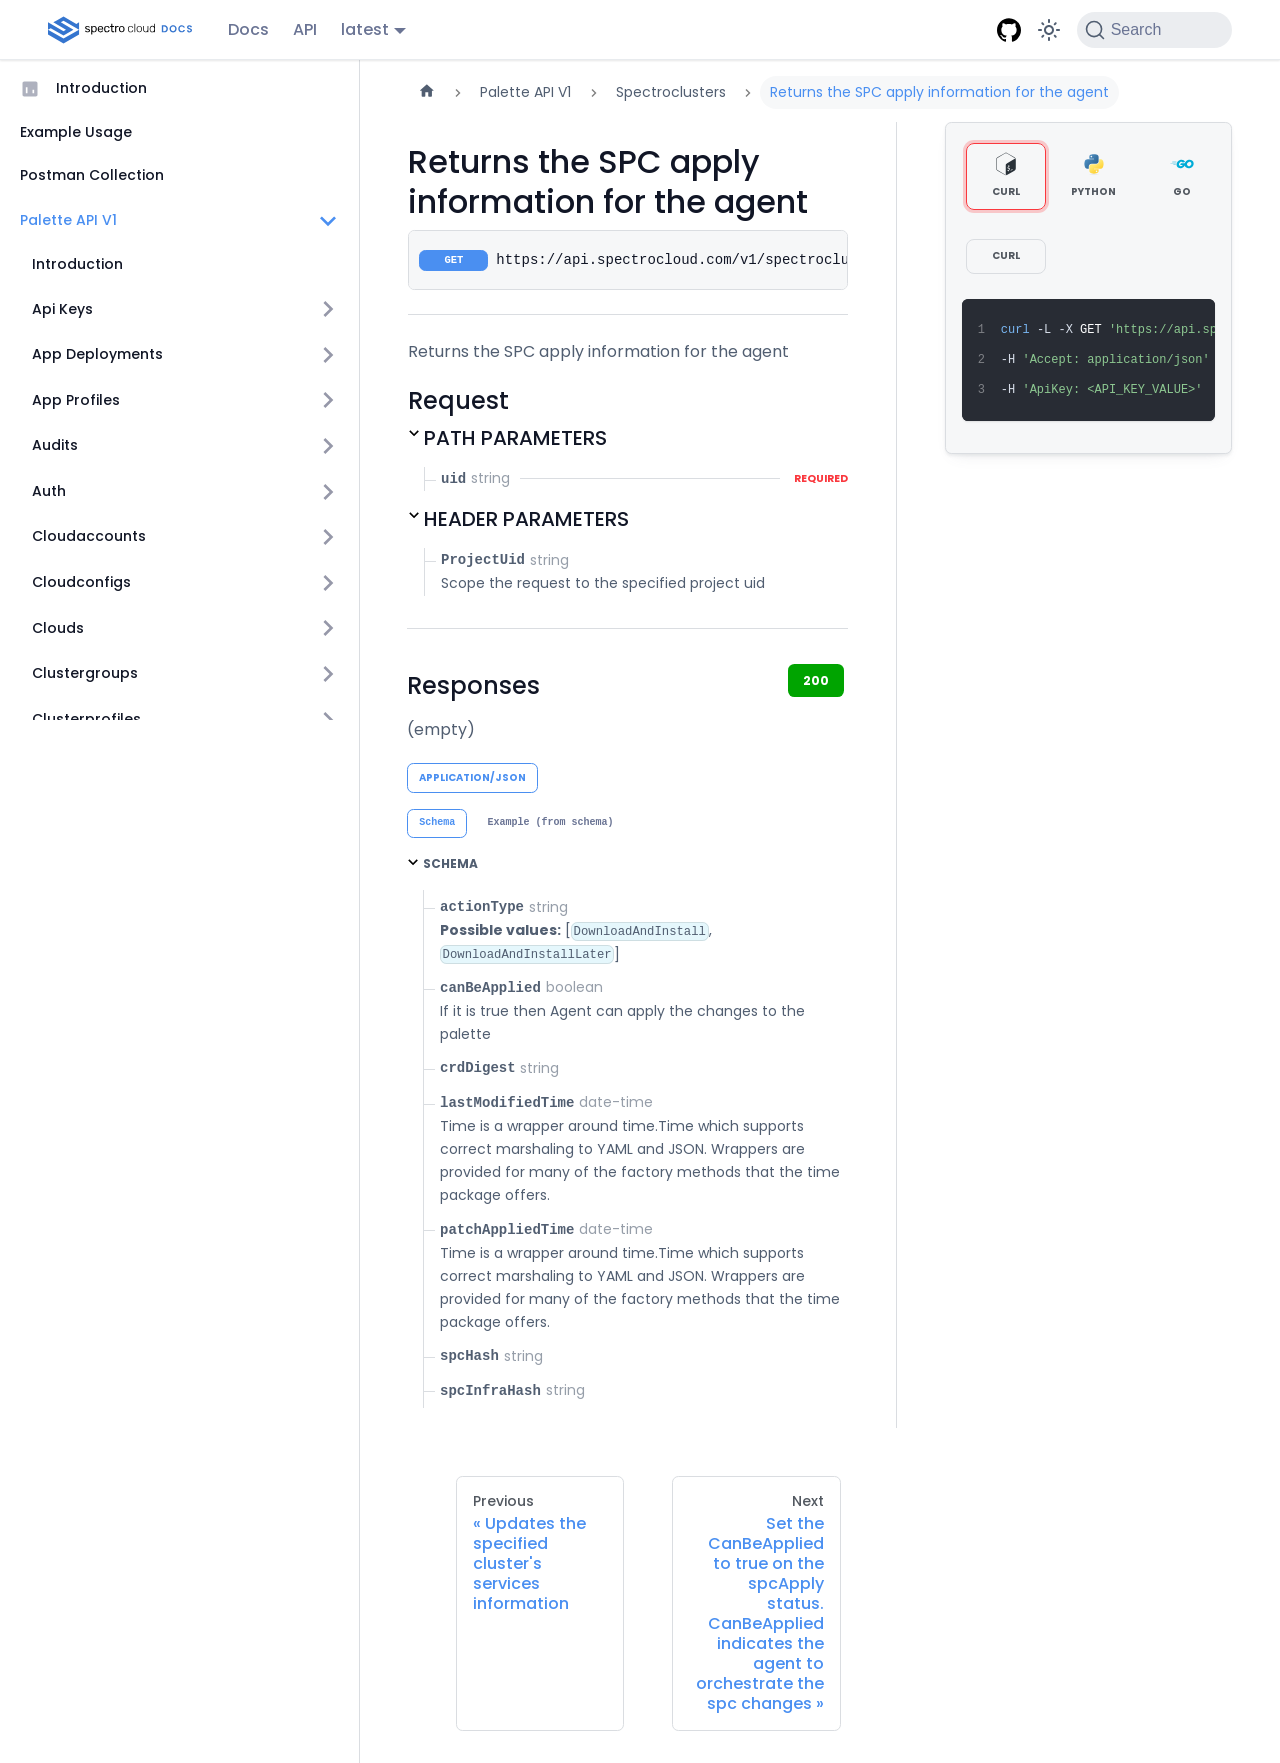 spectro cloud DOCS
Docs
API
latest
Search
Introduction
Example Usage
Postman Collection
Palette API V1
Introduction
Api Keys
App Deployments
App Profiles
Audits
Auth
Cloudaccounts
Cloudconfigs
Clouds
Clustergroups
Clusterprofiles
Palette API V1
Spectroclusters
Returns the SPC apply information for the agent
Returns the SPC apply
information for the agent
GET https://api.spectrocloud.com/v1/spectroclu
Returns the SPC apply information for the agent
Request
PATH PARAMETERS
uid string REQUIRED
HEADER PARAMETERS
ProjectUid string
Scope the request to the specified project uid
Responses
200
(empty)
APPLICATION/JSON
Schema
Example (from schema)
SCHEMA
actionType string
Possible values: [DownloadAndInstall,
DownloadAndInstallLater]
canBeApplied boolean
If it is true then Agent can apply the changes to the
palette
crdDigest string
lastModifiedTime date-time
Time is a wrapper around time.Time which supports
correct marshaling to YAML and JSON. Wrappers are
provided for many of the factory methods that the time
package offers.
patchAppliedTime date-time
Time is a wrapper around time.Time which supports
correct marshaling to YAML and JSON. Wrappers are
provided for many of the factory methods that the time
package offers.
spcHash string
spcInfraHash string
CURL
PYTHON
GO
GO
CURL
1 curl -L -X GET 'https://api.sp
2 -H 'Accept: application/json'
3 -H 'ApiKey: <API_KEY_VALUE>'
Previous
« Updates the
specified
cluster's
services
information
Next
Set the
CanBeApplied
to true on the
spcApply
status.
CanBeApplied
indicates the
agent to
orchestrate the
spc changes »